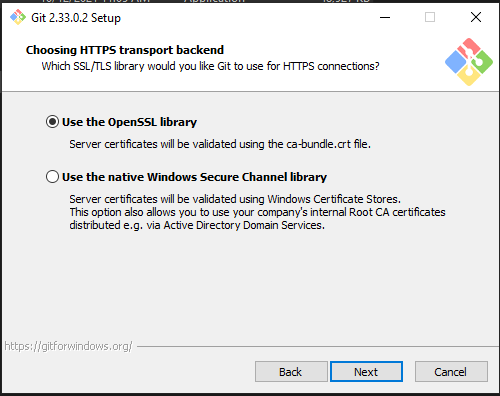 Git 2.33.0.2 Setup
Choosing HTTPS transport backend
Which SSL/TLS library would you like Git to use for HTTPS connections?
Use the OpenSSL library
Server certificates will be validated using the ca-bundle.crt file.
Use the native Windows Secure Channel library
Server certificates will be validated using Windows Certificate Stores.
This option also allows you to use your company's internal Root CA certificates
distributed e.g. via Active Directory Domain Services.
https://gitforwindows.org/
Back
Next
Cancel